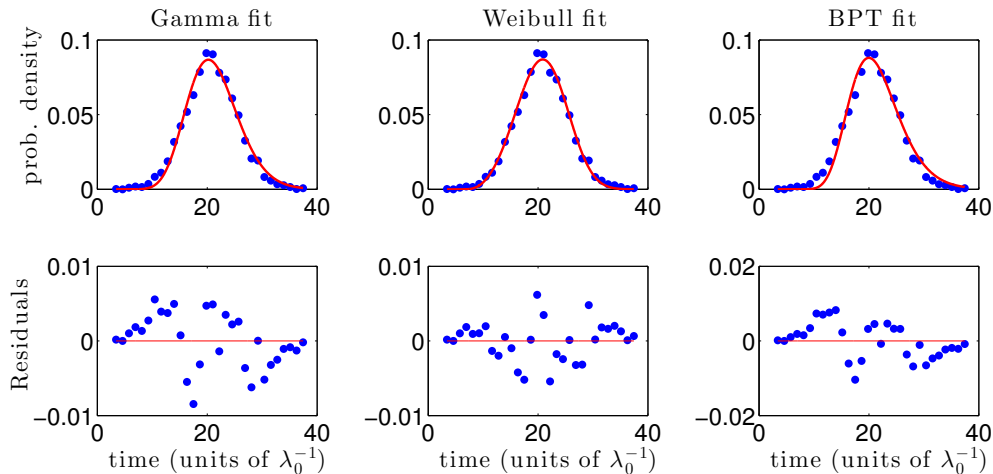 Gamma fit Weibull fit BPT fit
prob. density
0.1 0.1 0.1
0.05 0.05 0.05
0 0 0
0 20 40 0 20 40 0 20 40
Residuals
0.01 0.01 0.02
0 0 0
−0.01 −0.01 −0.02
0 20 40 0 20 40 0 20 40
time (units of λ₀⁻¹) time (units of λ₀⁻¹) time (units of λ₀⁻¹)